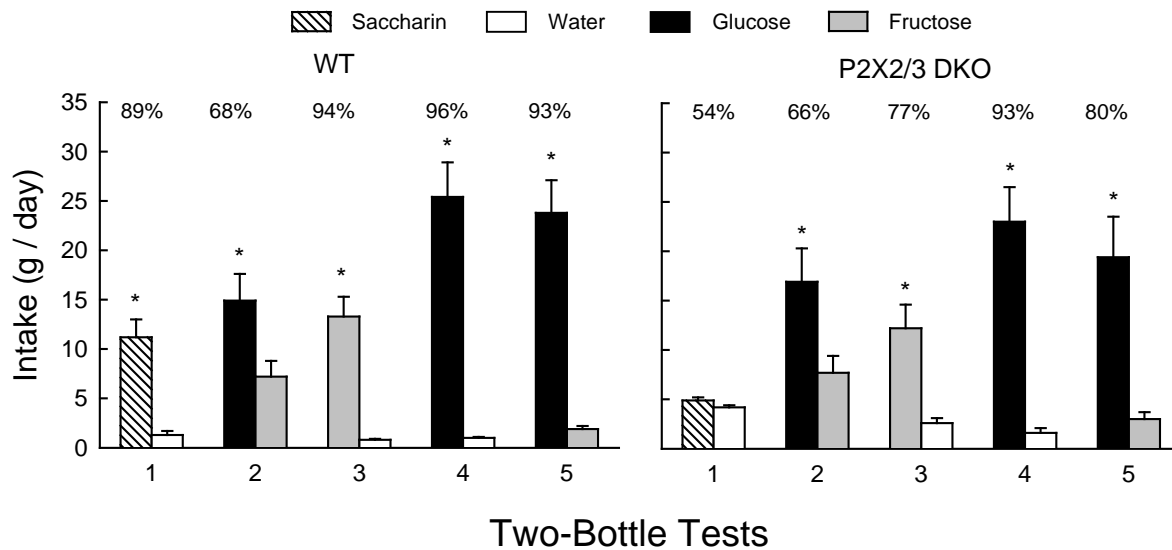 Saccharin Water Glucose Fructose
WT
P2X2/3 DKO
89% 68% 94% 96% 93%
54% 66% 77% 93% 80%
35
30
25
20
15
10
5
0
Intake (g / day)
* * * * *
* * * *
1 2 3 4 5
1 2 3 4 5
Two-Bottle Tests